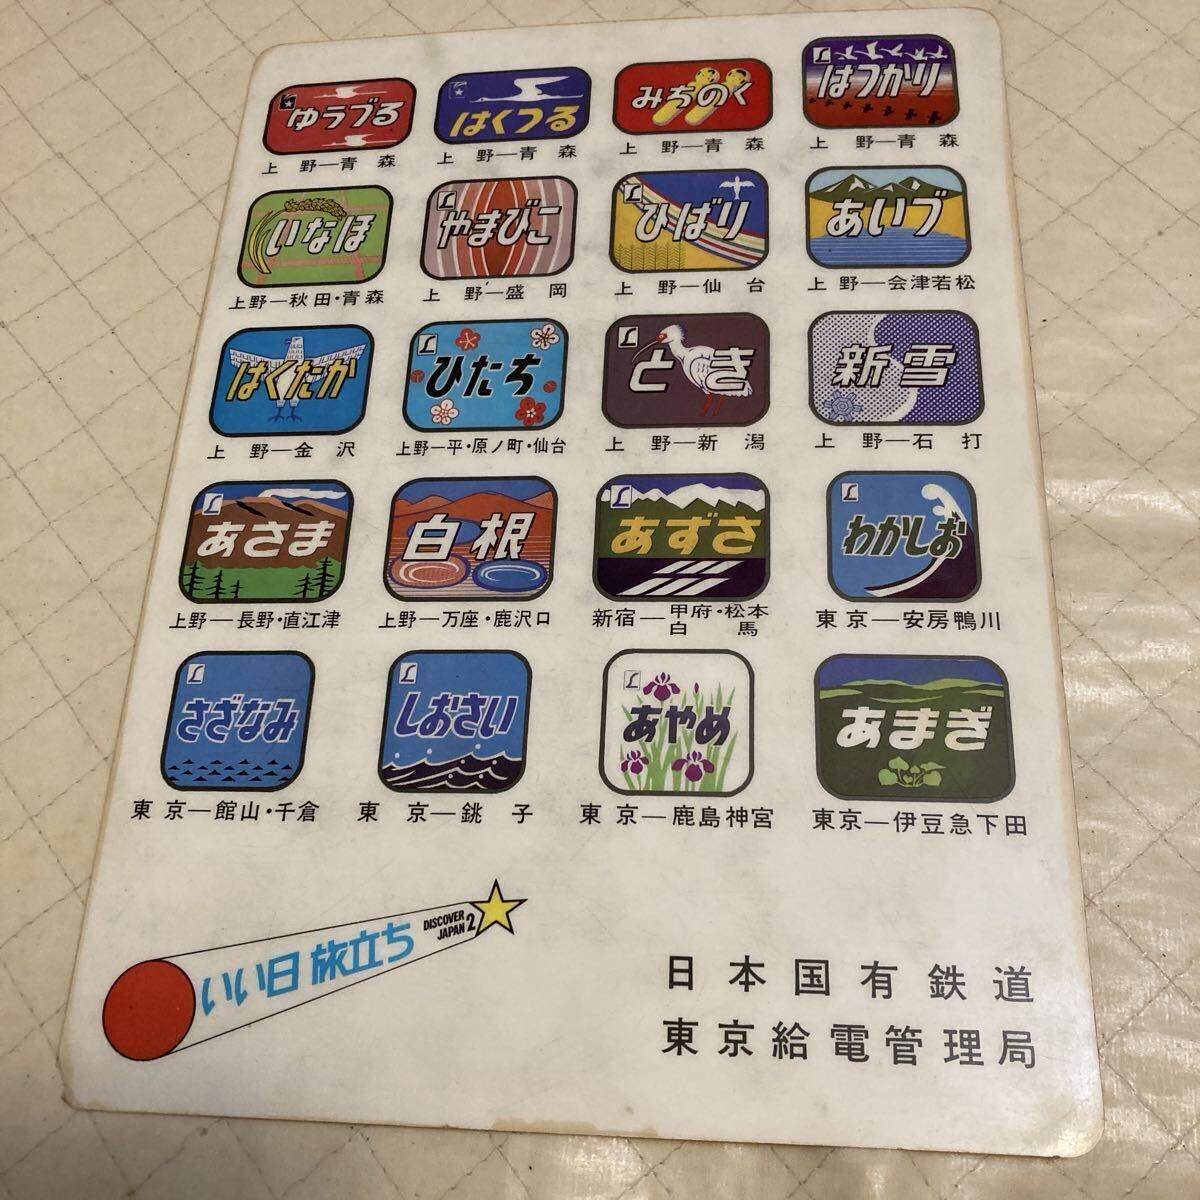 ゆうづる
上野―青森
はくつる
上野―青森
みちのく
上野―青森
はつかり
上野―青森
いなほ
上野―秋田・青森
やまびこ
上野―盛岡
ひばり
上野―仙台
あいづ
上野―会津若松
はくたか
上野―金沢
ひたち
上野―平・原ノ町・仙台
とき
上野―新潟
新雪
上野―石打
あさま
上野―長野・直江津
白根
上野―万座・鹿沢口
あずさ
新宿―甲府・松本
白馬
わかしお
東京―安房鴨川
さざなみ
東京―館山・千倉
しおさい
東京―銚子
あやめ
東京―鹿島神宮
あまぎ
東京―伊豆急下田
いい日旅立ち
DISCOVER
JAPAN 2
日本国有鉄道
東京給電管理局